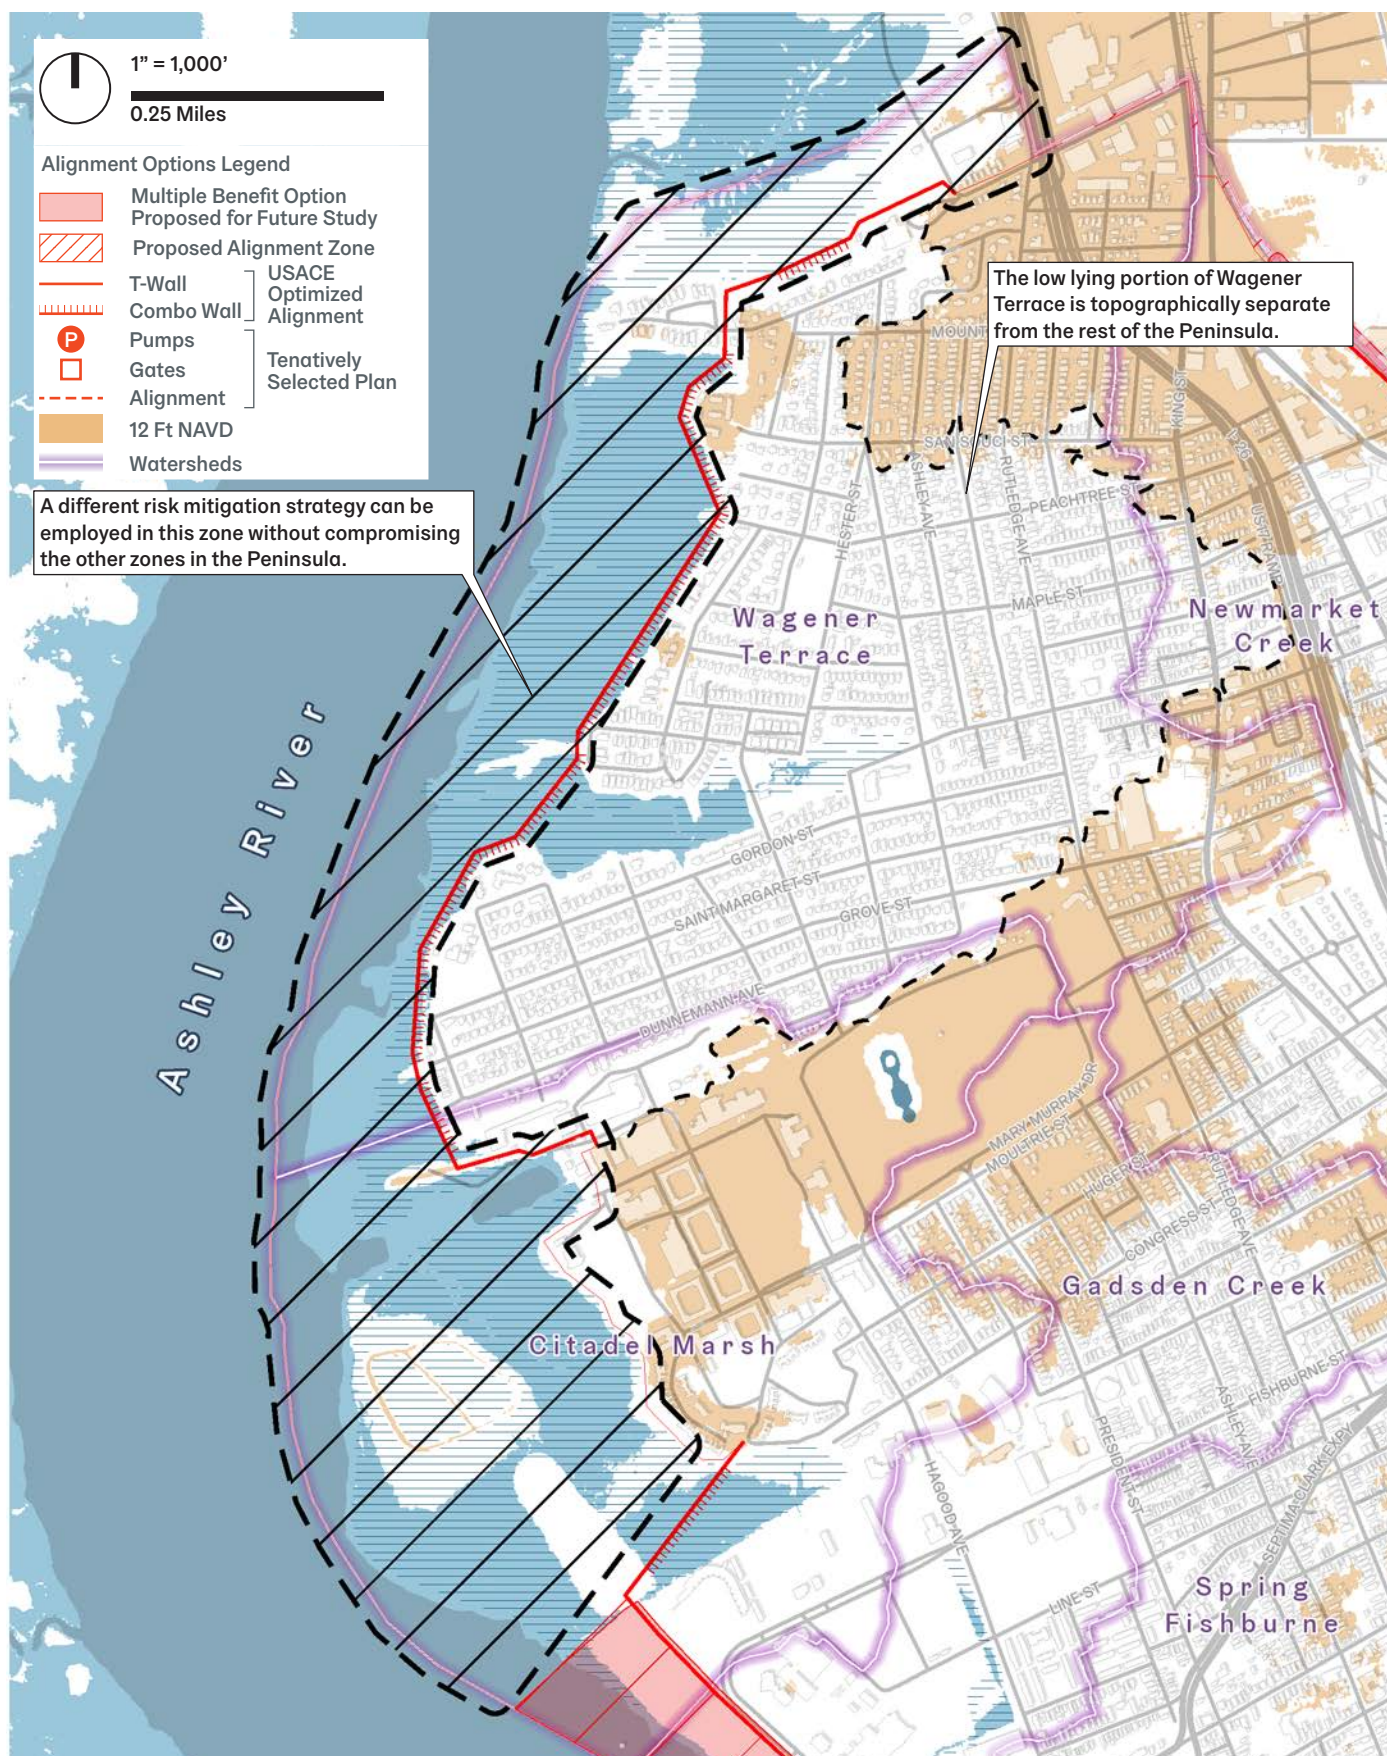 1” = 1,000’
0.25 Miles
Alignment Options Legend
Multiple Benefit Option
Proposed for Future Study
Proposed Alignment Zone
T-Wall
Combo Wall
USACE
Optimized
Alignment
P
Pumps
Gates
Alignment
Tenatively
Selected Plan
12 Ft NAVD
Watersheds
A different risk mitigation strategy can be
employed in this zone without compromising
the other zones in the Peninsula.
The low lying portion of Wagener
Terrace is topographically separate
from the rest of the Peninsula.
MOUNT
KING ST
I-26
SAN SOUCI ST
ASHLEY AVE
RUTLEDGE AVE
PEACHTREE ST
HESTER ST
MAPLE ST
Wagener
Terrace
Newmarket
Creek
Ashley River
GORDON ST
SAINT MARGARET ST
GROVE ST
DUNNEMANN AVE
MARY MURRAY DR
MOULTRIE ST
HUGER ST
RUTLEDGE AVE
CONGRESS ST
Gadsden Creek
Citadel Marsh
FISHBURNE ST
ASHLEY AVE
PRESIDENT ST
HAGOOD AVE
SEPTIMA CLARK EXPY
LINE ST
Spring
Fishburne